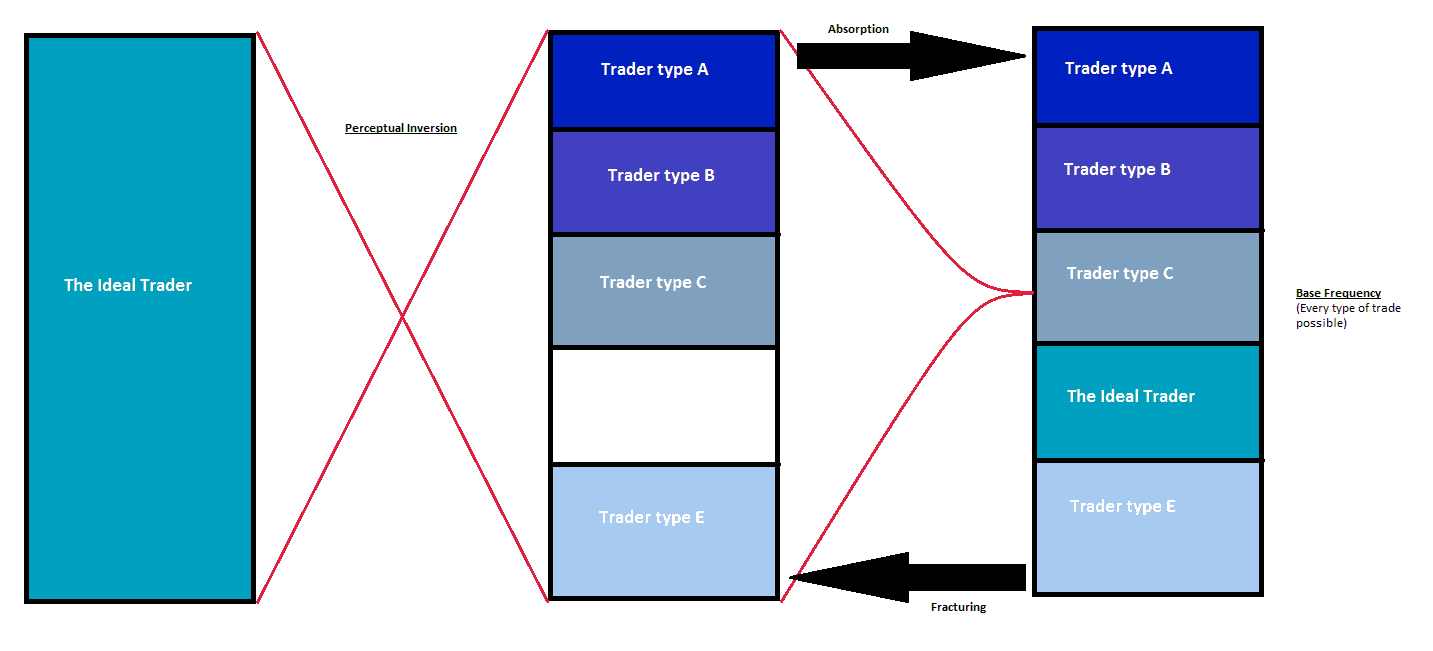 The Ideal Trader
Perceptual Inversion
Trader type A
Trader type B
Trader type C
Trader type E
Absorption
Fracturing
Trader type A
Trader type B
Trader type C
The Ideal Trader
Trader type E
Base Frequency
(Every type of trade
possible)